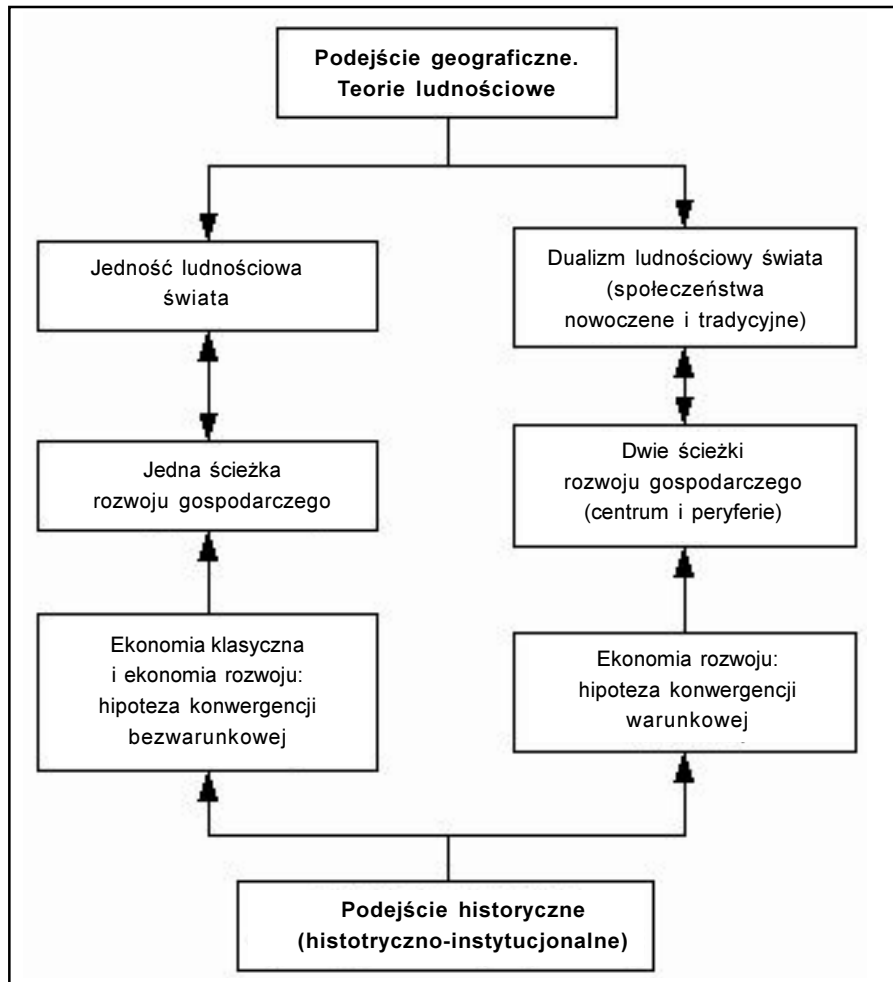 Podejście geograficzne.
Teorie ludnościowe
Jedność ludnościowa
świata
Dualizm ludnościowy świata
(społeczeństwa
nowoczene i tradycyjne)
Jedna ścieżka
rozwoju gospodarczego
Dwie ścieżki
rozwoju gospodarczego
(centrum i peryferie)
Ekonomia klasyczna
i ekonomia rozwoju:
hipoteza konwergencji
bezwarunkowej
Ekonomia rozwoju:
hipoteza konwergencji
warunkowej
Podejście historyczne
(histotryczno-instytucjonalne)